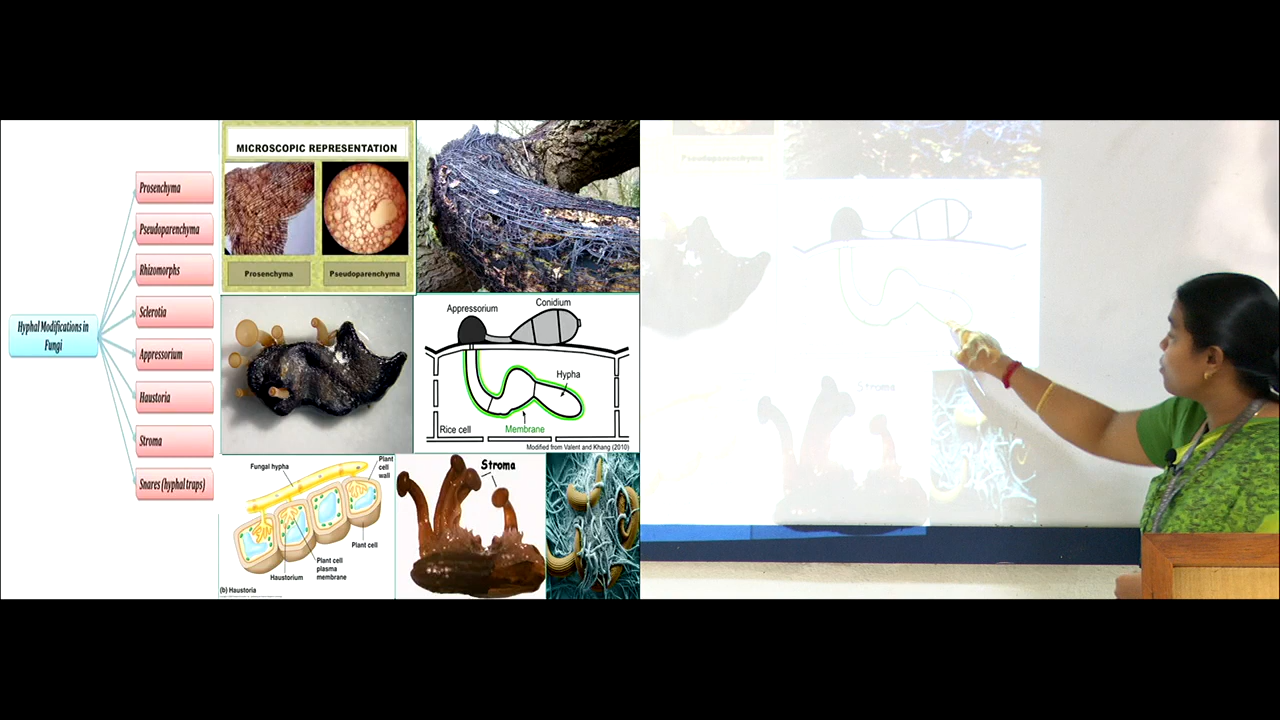 Hyphal Modifications in
Fungi
Prosenchyma
Pseudoparenchyma
Rhizomorphs
Sclerotia
Appressorium
Haustoria
Stroma
Snares (hyphal traps)
MICROSCOPIC REPRESENTATION
Prosenchyma
Pseudoparenchyma
Appressorium
Conidium
Hypha
Rice cell
Membrane
Modified from Valent and Khang (2010)
Fungal hypha
Plant
cell
wall
Plant cell
Plant cell
plasma
membrane
Haustorium
(b) Haustoria
Stroma
Pseudoparenchyma
Stroma